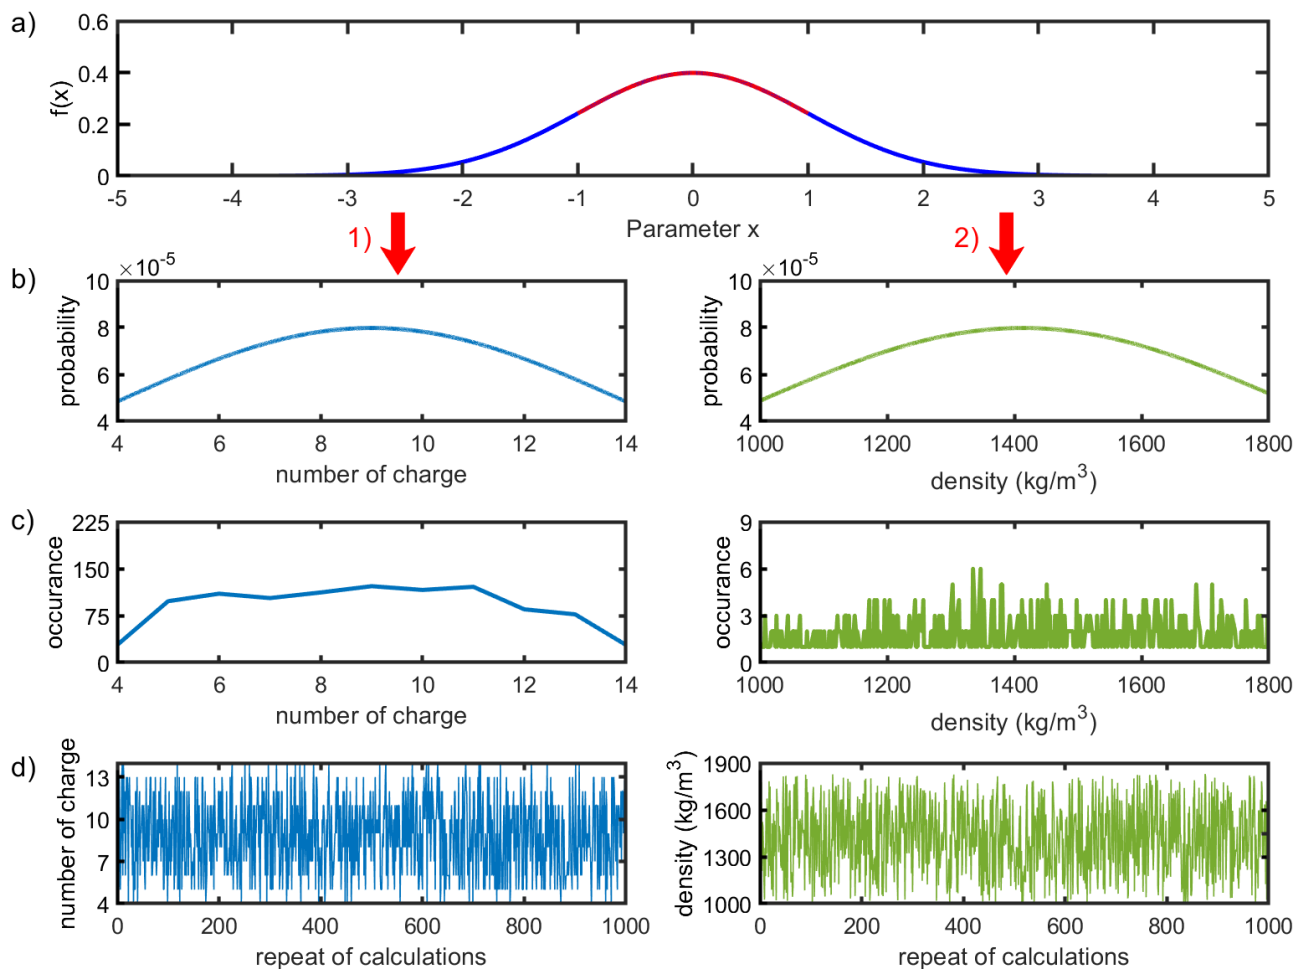 a)
0.6
0.4
0.2
0
f(x)
-5 -4 -3 -2 -1 0 1 2 3 4 5
Parameter x
1)
2)
b)
×10-5
10
8
6
4
probability
4 6 8 10 12 14
number of charge
×10-5
10
8
6
4
probability
1000 1200 1400 1600 1800
density (kg/m3)
c)
225
150
75
0
occurance
4 6 8 10 12 14
number of charge
9
6
3
0
occurance
1000 1200 1400 1600 1800
density (kg/m3)
d)
13
10
7
4
number of charge
0 200 400 600 800 1000
repeat of calculations
1900
1600
1300
1000
density (kg/m3)
0 200 400 600 800 1000
repeat of calculations